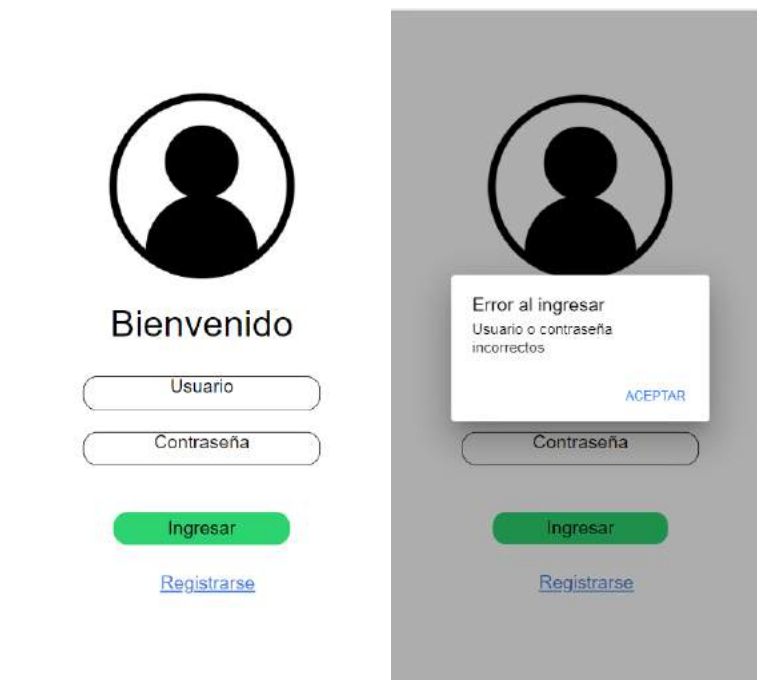 Bienvenido
Usuario
Contraseña
Ingresar
Registrarse
Error al ingresar
Usuario o contraseña
incorrectos
ACEPTAR
Contraseña
Ingresar
Registrarse